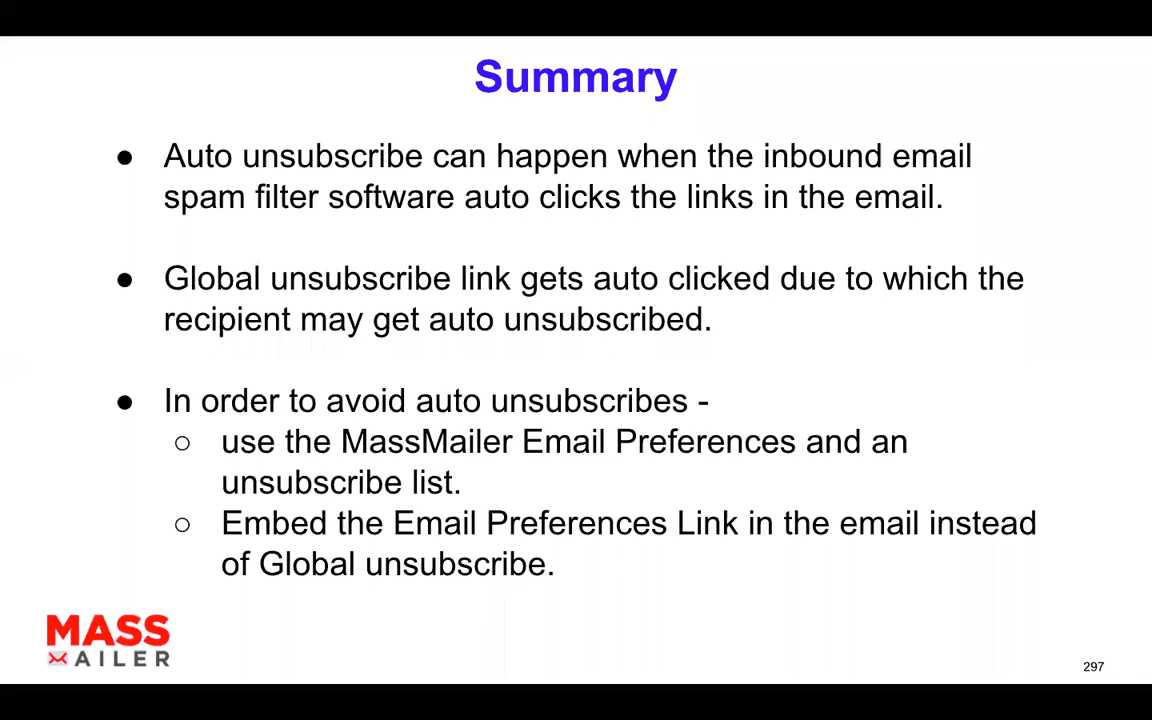 Summary
● Auto unsubscribe can happen when the inbound email
spam filter software auto clicks the links in the email.
● Global unsubscribe link gets auto clicked due to which the
recipient may get auto unsubscribed.
● In order to avoid auto unsubscribes -
○ use the MassMailer Email Preferences and an
unsubscribe list.
○ Embed the Email Preferences Link in the email instead
of Global unsubscribe.
MASS
MAILER
297